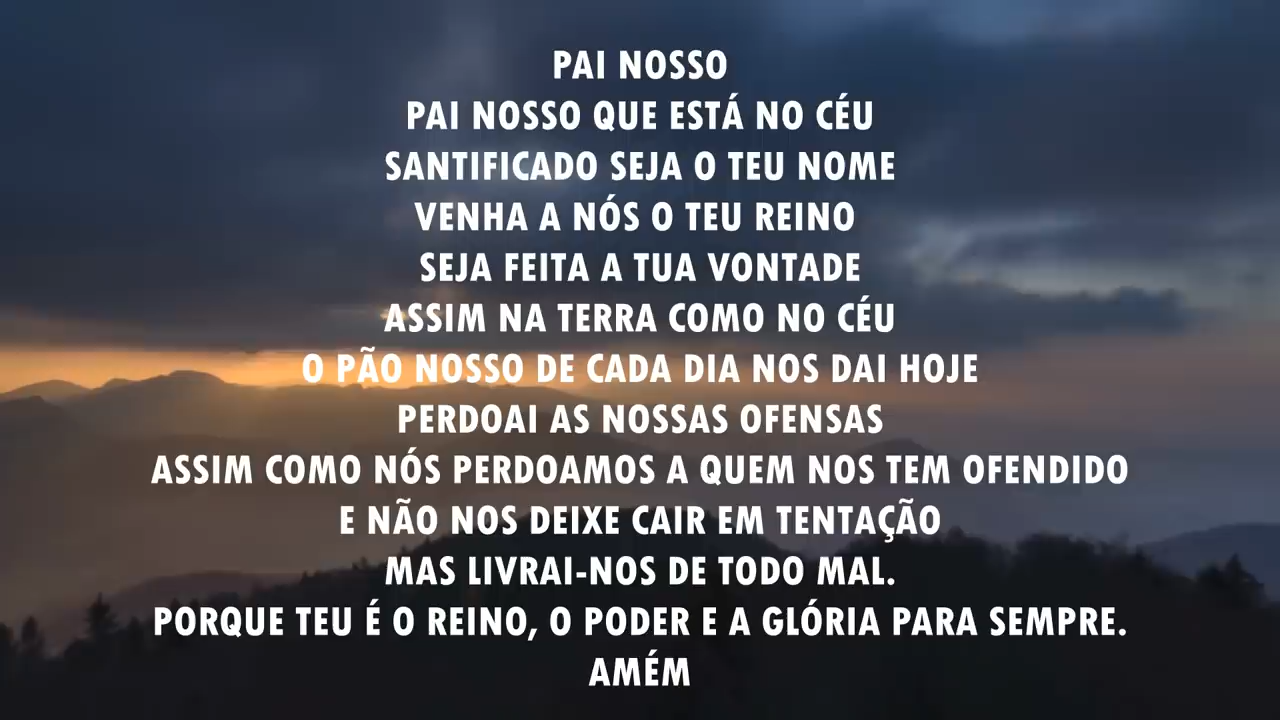 PAI NOSSO
PAI NOSSO QUE ESTÁ NO CÉU
SANTIFICADO SEJA O TEU NOME
VENHA A NÓS O TEU REINO
SEJA FEITA A TUA VONTADE
ASSIM NA TERRA COMO NO CÉU
O PÃO NOSSO DE CADA DIA NOS DAI HOJE
PERDOAI AS NOSSAS OFENSAS
ASSIM COMO NÓS PERDOAMOS A QUEM NOS TEM OFENDIDO
E NÃO NOS DEIXE CAIR EM TENTAÇÃO
MAS LIVRAI-NOS DE TODO MAL.
PORQUE TEU É O REINO, O PODER E A GLÓRIA PARA SEMPRE.
AMÉM